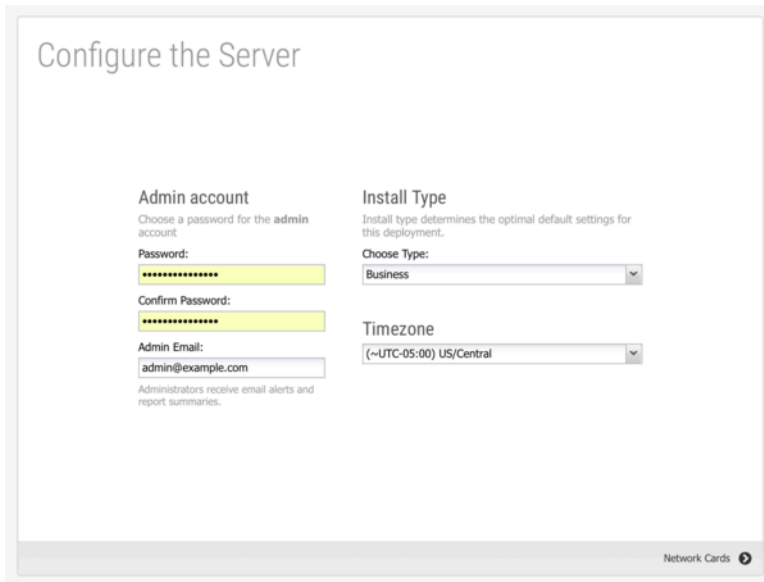 Configure the Server
Admin account
Choose a password for the admin
account
Password:
•••••••••••••••
Confirm Password:
•••••••••••••••
Admin Email:
admin@example.com
Administrators receive email alerts and
report summaries.
Install Type
Install type determines the optimal default settings for
this deployment.
Choose Type:
Business
Timezone
(~UTC-05:00) US/Central
Network Cards